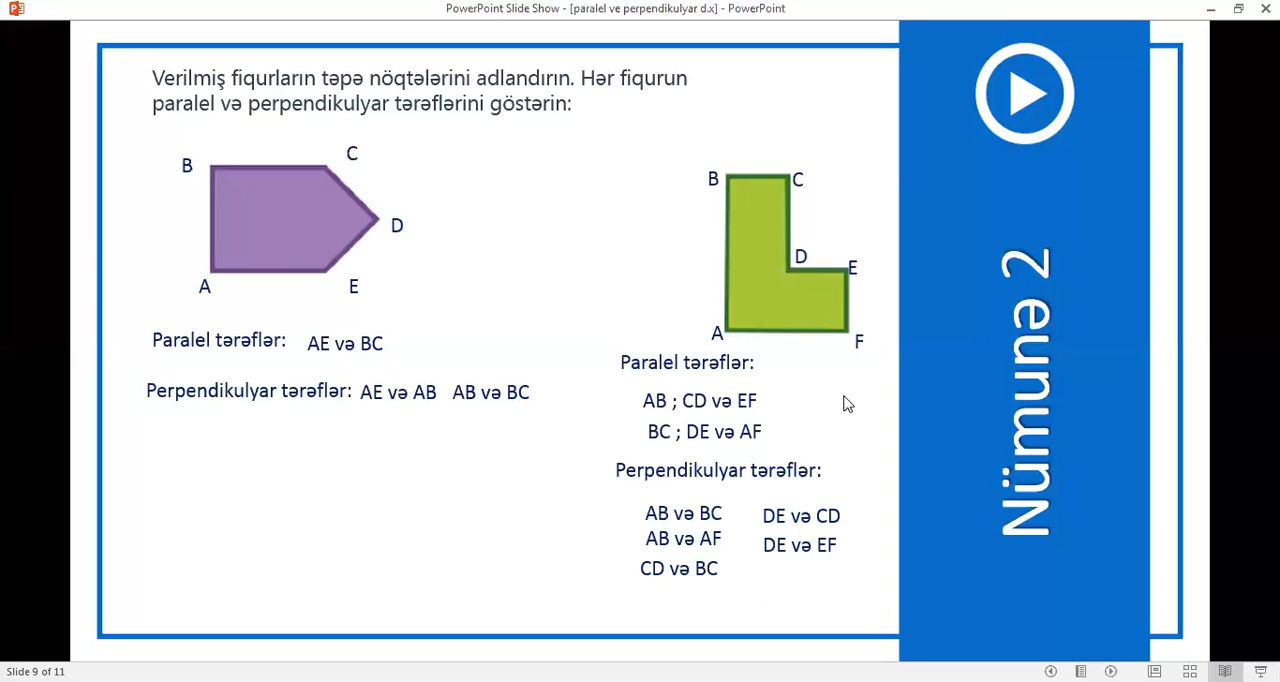 PowerPoint Slide Show - [paralel ve perpendikulyar d.x] - PowerPoint
Verilmiş fiqurların təpə nöqtələrini adlandırın. Hər fiqurun
paralel və perpendikulyar tərəflərini göstərin:
B
C
D
A
E
Paralel tərəflər: AE və BC
Perpendikulyar tərəflər: AE və AB AB və BC
B
C
D
E
A
F
Paralel tərəflər:
AB ; CD və EF
BC ; DE və AF
Perpendikulyar tərəflər:
AB və BC
AB və AF
CD və BC
DE və CD
DE və EF
Nümunə 2
Slide 9 of 11